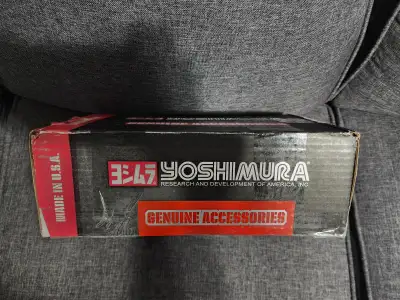 MADE IN U.S.A.
ヨシムラ YOSHIMURA
RESEARCH AND DEVELOPMENT OF AMERICA, INC.
GENUINE ACCESSORIES